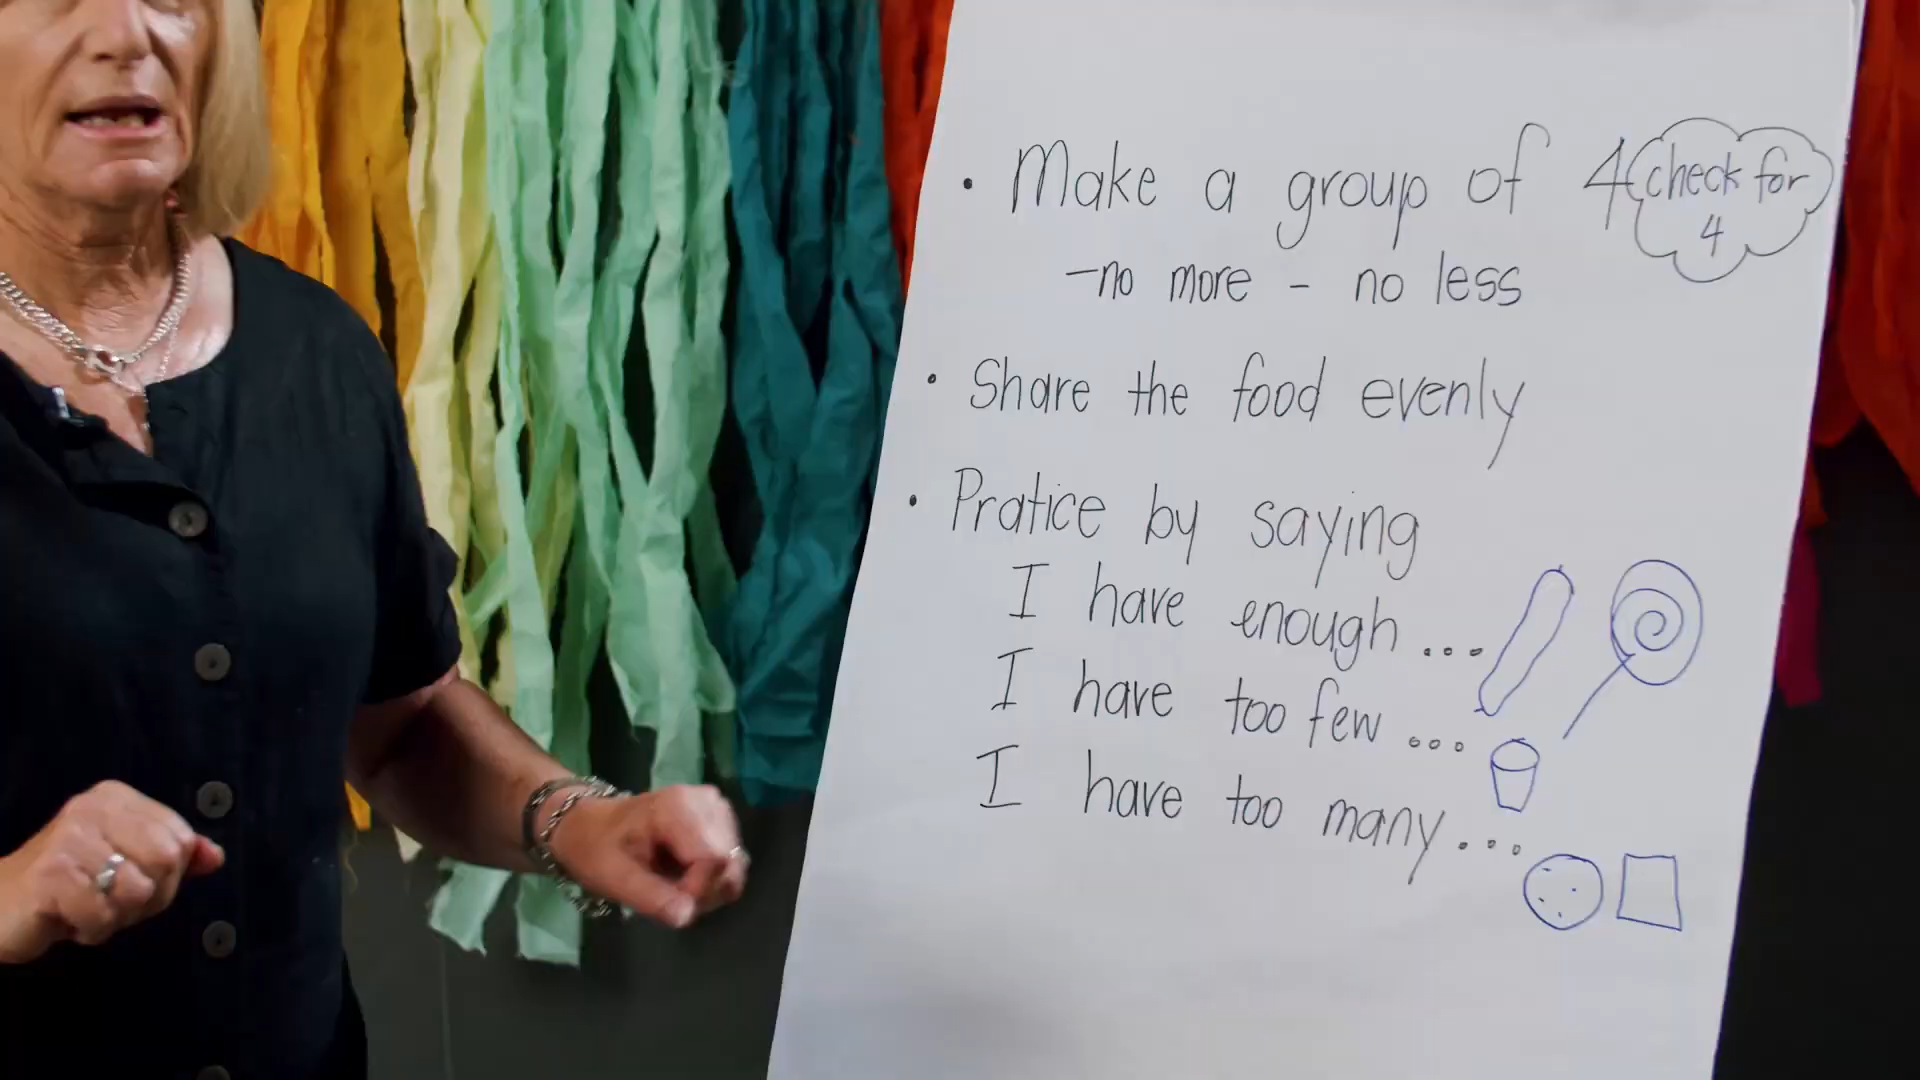 • Make a group of 4 check for
4
- no more - no less
• Share the food evenly
• Pratice by saying
I have enough ...
I have too few ...
I have too many ...